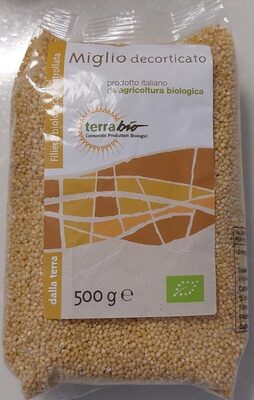 Miglio decorticato
prodotto italiano
da agricoltura biologica
terrabio
Consorzio Produttori Biologici
dalla terra
500 g e